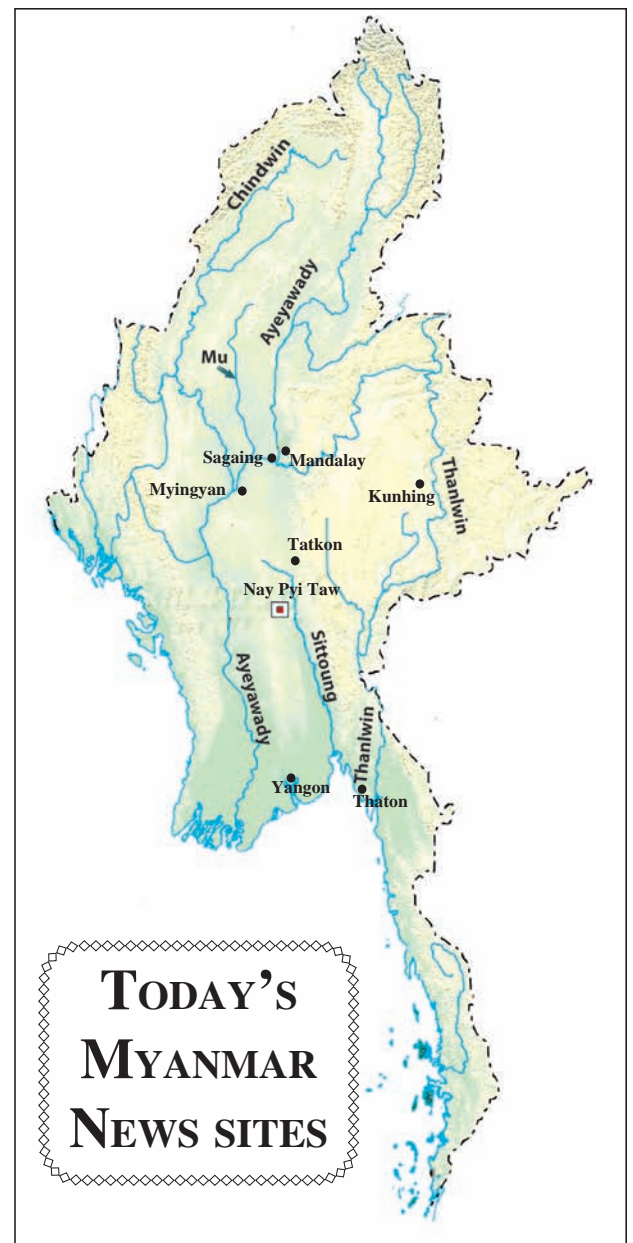 Chindwin
Ayeyawady
Mu
Sagaing
Mandalay
Myingyan
Kunhing
Thanlwin
Tatkon
Nay Pyi Taw
Sittoung
Ayeyawady
Thanlwin
Yangon
Thaton
TODAY'S
MYANMAR
NEWS SITES